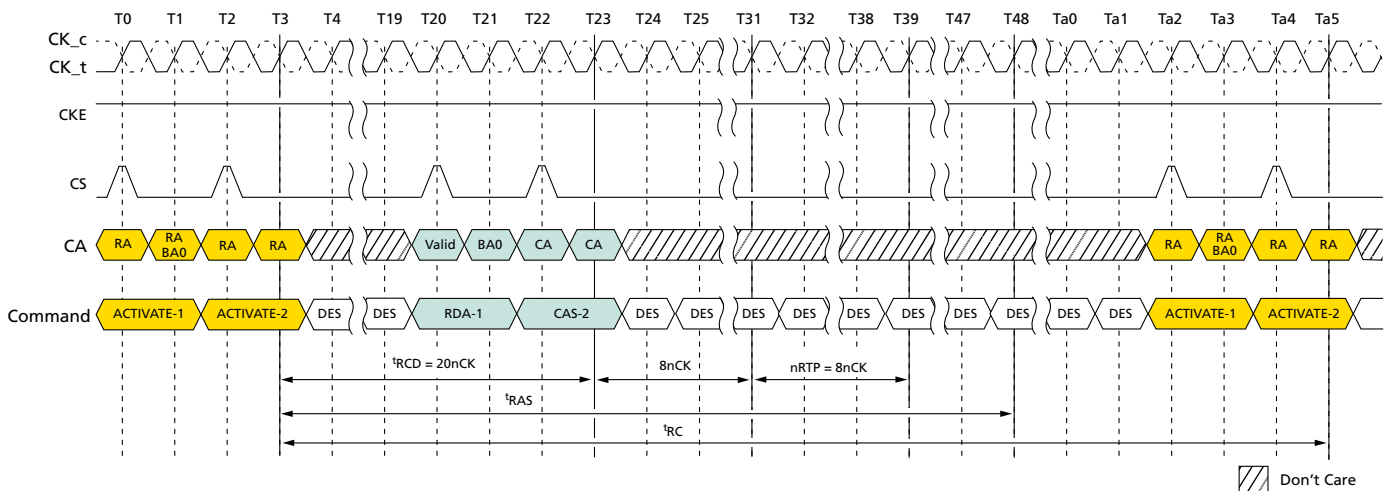 T0 T1 T2 T3 T4 T19 T20 T21 T22 T23 T24 T25 T31 T32 T38 T39 T47 T48 Ta0 Ta1 Ta2 Ta3 Ta4 Ta5
CK_c
CK_t
CKE
CS
CA RA RA BA0 RA RA Valid BA0 CA CA RA RA BA0 RA RA
Command ACTIVATE-1 ACTIVATE-2 DES DES RDA-1 CAS-2 DES DES DES DES DES DES DES DES DES DES ACTIVATE-1 ACTIVATE-2
tRCD = 20nCK 8nCK nRTP = 8nCK
tRAS
tRC
Don't Care